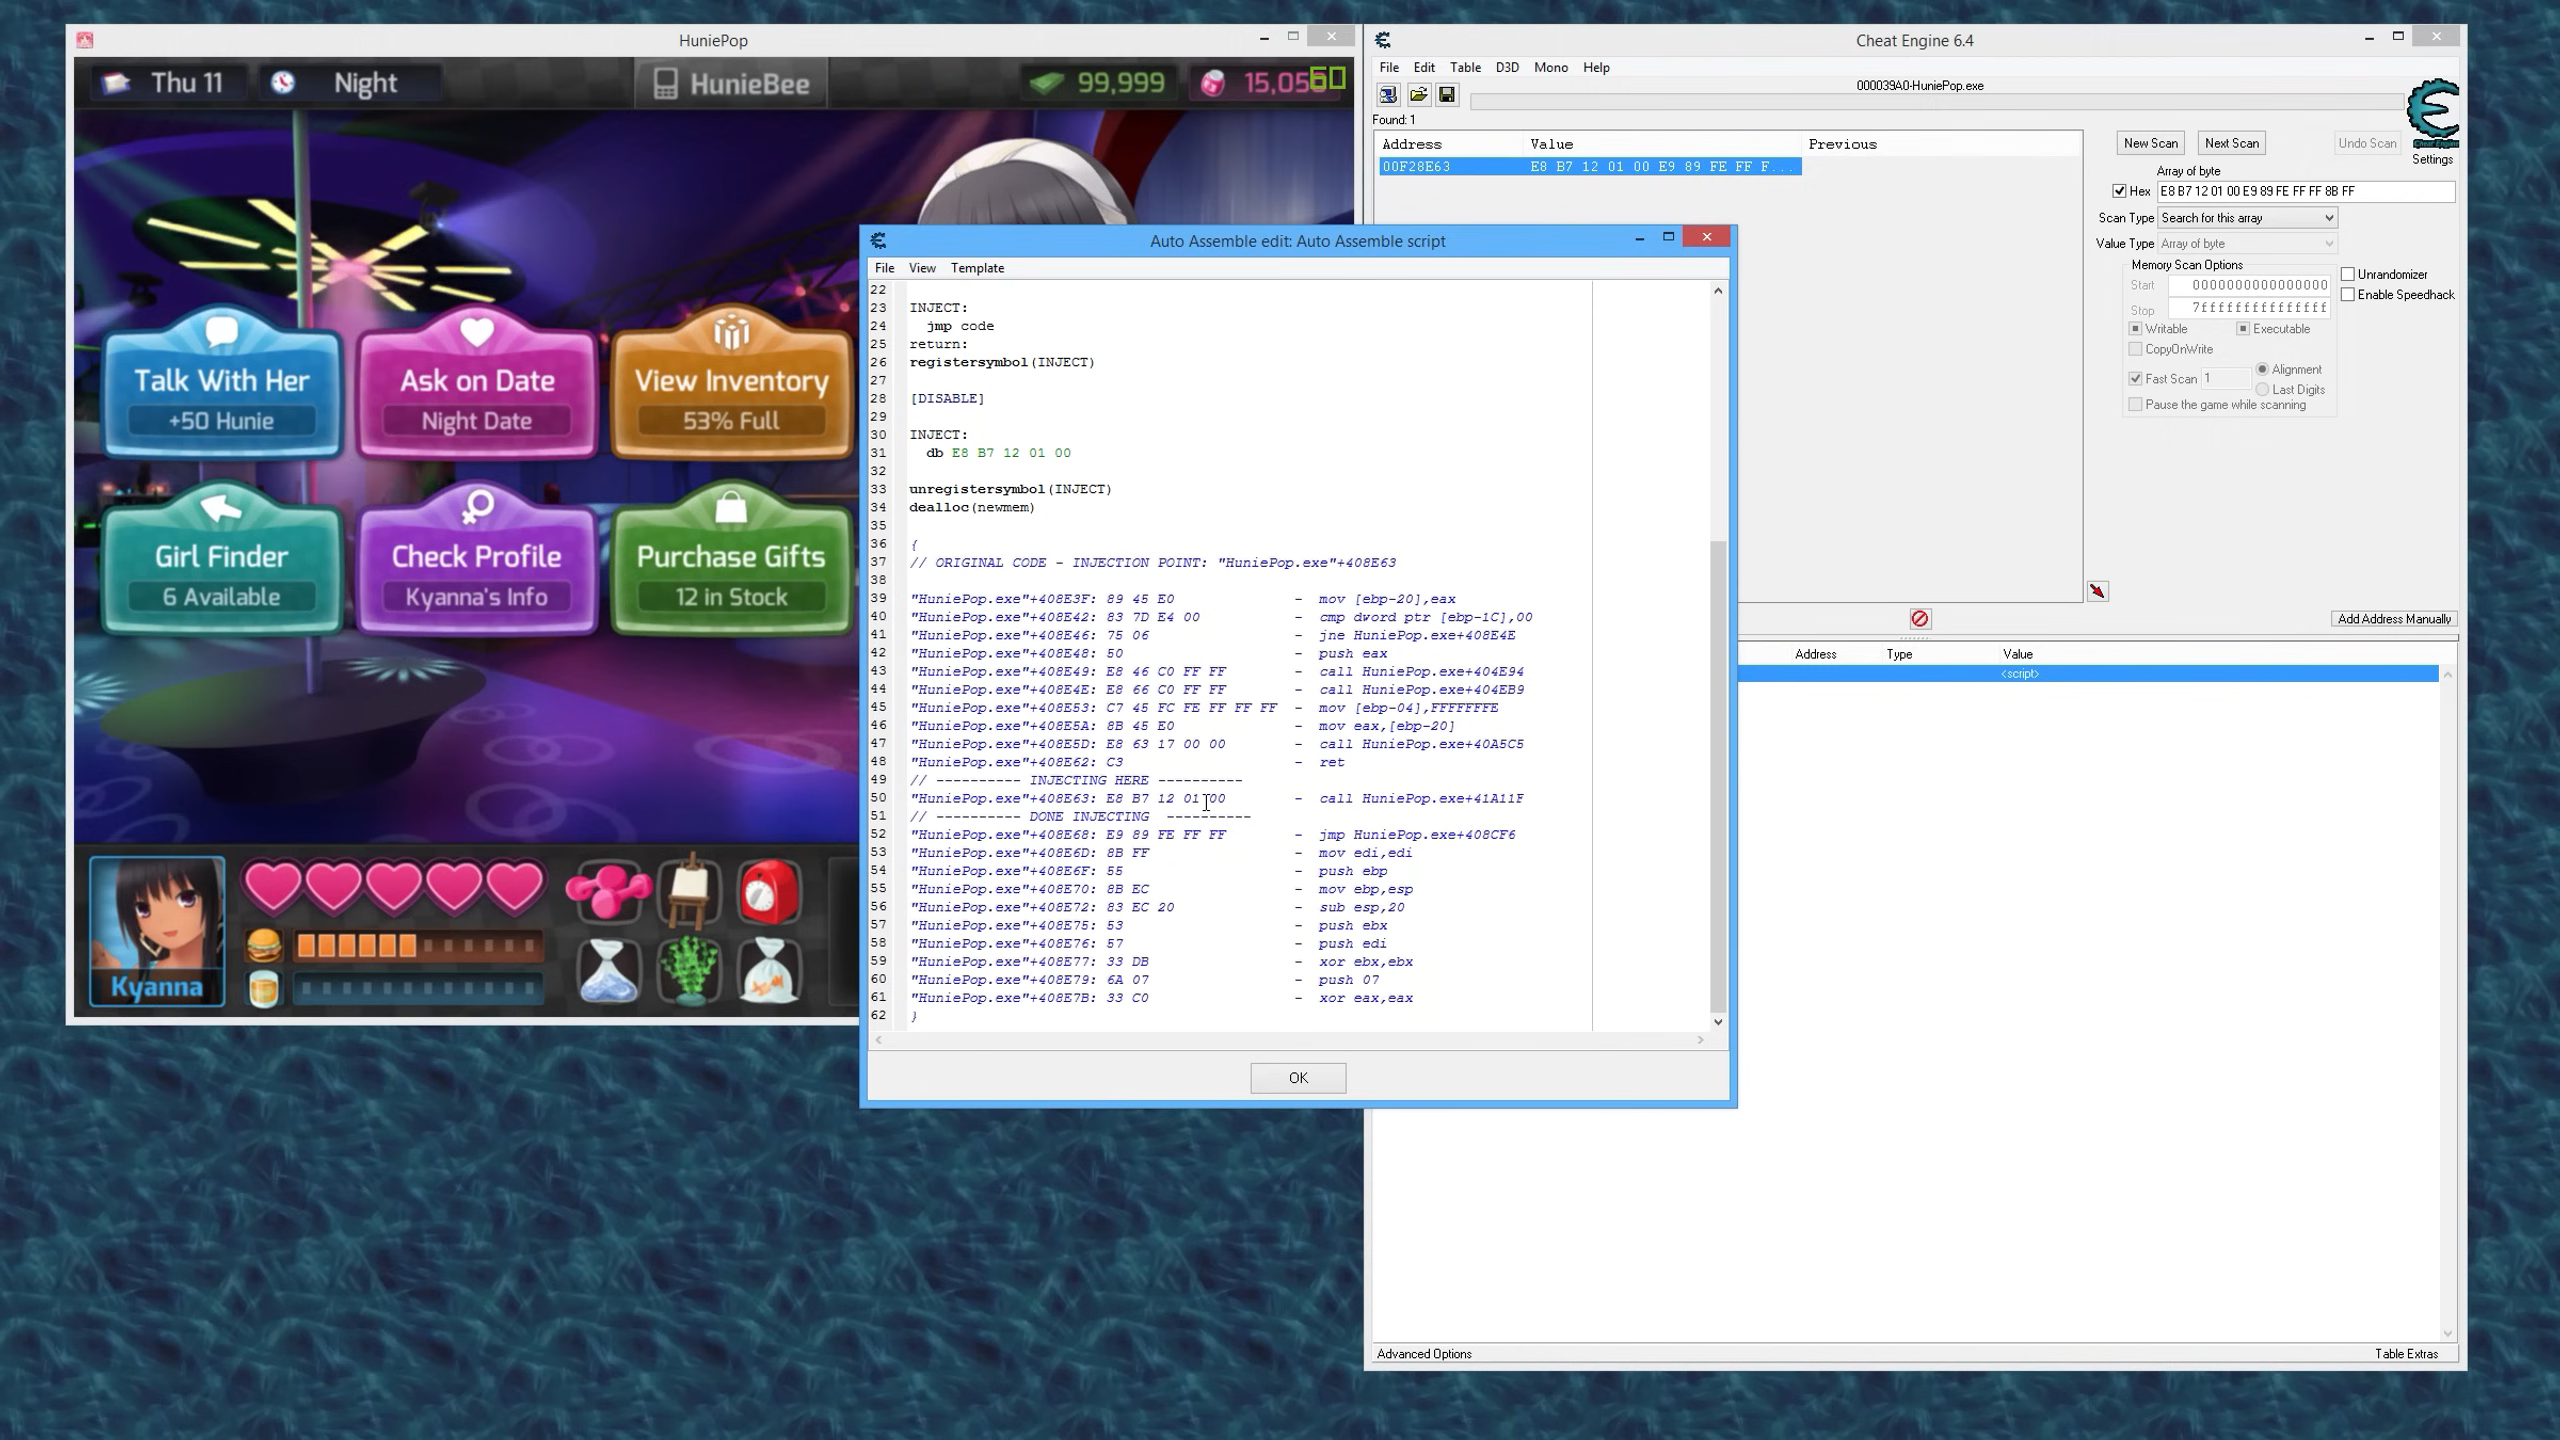 HuniePop
Thu 11
Night
HunieBee
99,999
60
Talk With Her
+50 Hunie
Ask on Date
Night Date
View Inventory
53% Full
Girl Finder
6 Available
Check Profile
Kyanna's Info
Purchase Gifts
12 in Stock
Kyanna
Cheat Engine 6.4
File Edit Table D3D Mono Help
000039A0-HuniePop.exe
Found: 1
Address Value Previous
00F28E63 E8 B7 12 01 00 E9 89 FE FF F...
New Scan Next Scan Undo Scan
Settings
Array of byte
Hex E8 B7 12 01 00 E9 89 FE FF FF 8B FF
Scan Type Search for this array
Value Type Array of byte
Memory Scan Options
Start 0000000000000000
Stop 7fffffffffffffff
Writable Executable
CopyOnWrite
Fast Scan 1 Alignment
Last Digits
Pause the game while scanning
Unrandomizer
Enable Speedhack
Add Address Manually
Address Type Value
<script>
Advanced Options Table Extras
Auto Assemble edit: Auto Assemble script
File View Template
22
23 INJECT:
24 jmp code
25 return:
26 registersymbol(INJECT)
27
28 [DISABLE]
29
30 INJECT:
31 db E8 B7 12 01 00
32
33 unregistersymbol(INJECT)
34 dealloc(newmem)
35
36 {
37 // ORIGINAL CODE - INJECTION POINT: "HuniePop.exe"+408E63
38
39 "HuniePop.exe"+408E3F: 89 45 E0 - mov [ebp-20],eax
40 "HuniePop.exe"+408E42: 83 7D E4 00 - cmp dword ptr [ebp-1C],00
41 "HuniePop.exe"+408E46: 75 06 - jne HuniePop.exe+408E4E
42 "HuniePop.exe"+408E48: 50 - push eax
43 "HuniePop.exe"+408E49: E8 46 C0 FF FF - call HuniePop.exe+404E94
44 "HuniePop.exe"+408E4E: E8 66 C0 FF FF - call HuniePop.exe+404EB9
45 "HuniePop.exe"+408E53: C7 45 FC FE FF FF FF - mov [ebp-04],FFFFFFFE
46 "HuniePop.exe"+408E5A: 8B 45 E0 - mov eax,[ebp-20]
47 "HuniePop.exe"+408E5D: E8 63 17 00 00 - call HuniePop.exe+40A5C5
48 "HuniePop.exe"+408E62: C3 - ret
49 // ---------- INJECTING HERE ----------
50 "HuniePop.exe"+408E63: E8 B7 12 01 00 - call HuniePop.exe+41A11F
51 // ---------- DONE INJECTING ----------
52 "HuniePop.exe"+408E68: E9 89 FE FF FF - jmp HuniePop.exe+408CF6
53 "HuniePop.exe"+408E6D: 8B FF - mov edi,edi
54 "HuniePop.exe"+408E6F: 55 - push ebp
55 "HuniePop.exe"+408E70: 8B EC - mov ebp,esp
56 "HuniePop.exe"+408E72: 83 EC 20 - sub esp,20
57 "HuniePop.exe"+408E75: 53 - push ebx
58 "HuniePop.exe"+408E76: 57 - push edi
59 "HuniePop.exe"+408E77: 33 DB - xor ebx,ebx
60 "HuniePop.exe"+408E79: 6A 07 - push 07
61 "HuniePop.exe"+408E7B: 33 C0 - xor eax,eax
62 }
OK